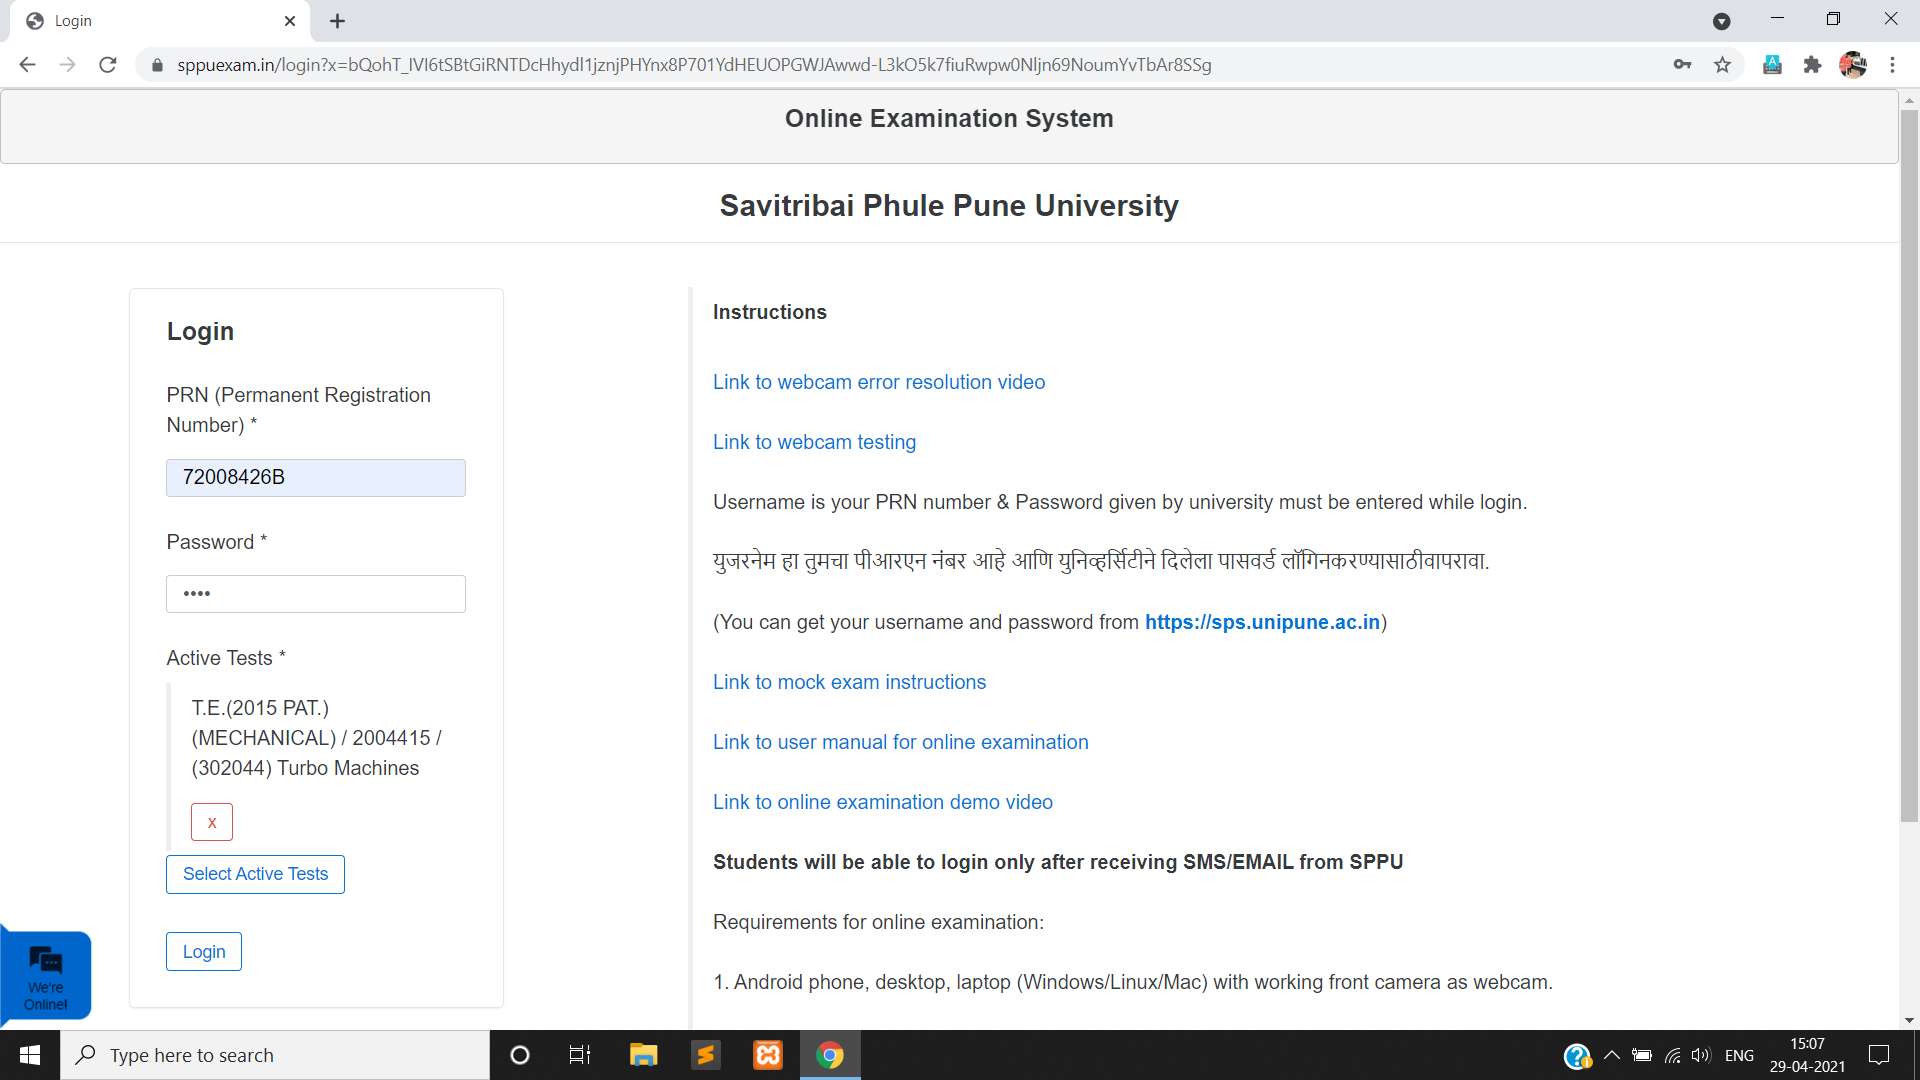 Login
sppuexam.in/login?x=bQohT_IVI6tSBtGiRNTDcHhydl1jznjPHYnx8P701YdHEUOPGWJAwwd-L3kO5k7fiuRwpw0Nljn69NoumYvTbAr8SSg
Online Examination System
Savitribai Phule Pune University
Login
PRN (Permanent Registration
Number) *
72008426B
Password *
••••
Active Tests *
T.E.(2015 PAT.)
(MECHANICAL) / 2004415 /
(302044) Turbo Machines
x
Select Active Tests
Login
We're
Online!
Instructions
Link to webcam error resolution video
Link to webcam testing
Username is your PRN number & Password given by university must be entered while login.
युजरनेम हा तुमचा पीआरएन नंबर आहे आणि युनिव्हर्सिटीने दिलेला पासवर्ड लॉगिनकरण्यासाठीवापरावा.
(You can get your username and password from https://sps.unipune.ac.in)
Link to mock exam instructions
Link to user manual for online examination
Link to online examination demo video
Students will be able to login only after receiving SMS/EMAIL from SPPU
Requirements for online examination:
1. Android phone, desktop, laptop (Windows/Linux/Mac) with working front camera as webcam.
Type here to search
ENG
15:07
29-04-2021